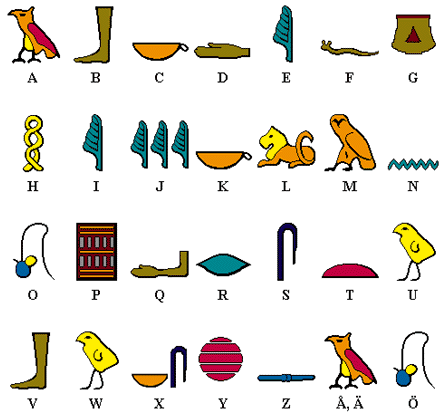 A B C D E F G
H I J K L M N
O P Q R S T U
V W X Y Z Å, Ä Ö